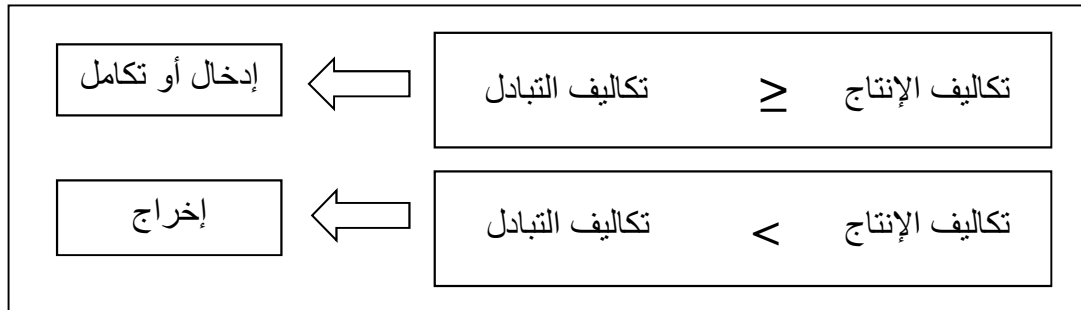 تكاليف الإنتاج ≥ تكاليف التبادل
إدخال أو تكامل
تكاليف الإنتاج < تكاليف التبادل
إخراج